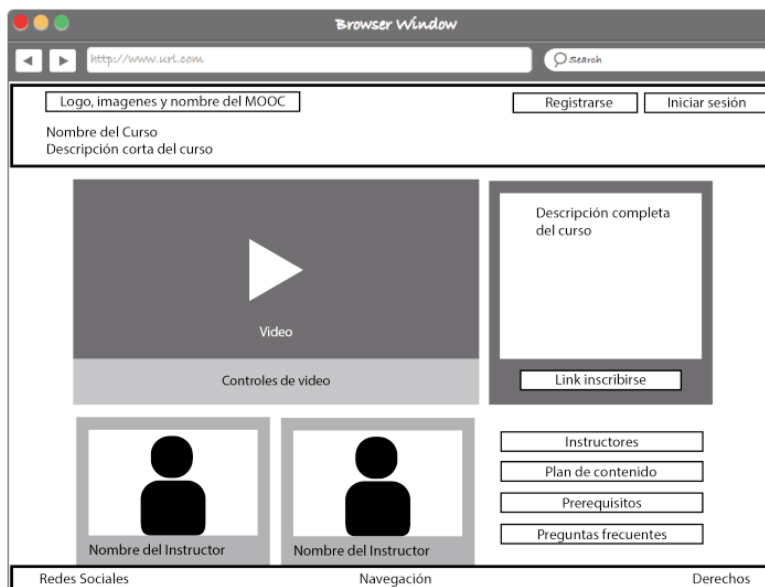 Browser Window
http://www.url.com
Search
Logo, imagenes y nombre del MOOC
Registrarse
Iniciar sesión
Nombre del Curso
Descripción corta del curso
Video
Controles de video
Descripción completa
del curso
Link inscribirse
Nombre del Instructor
Nombre del Instructor
Instructores
Plan de contenido
Prerequisitos
Preguntas frecuentes
Redes Sociales
Navegación
Derechos